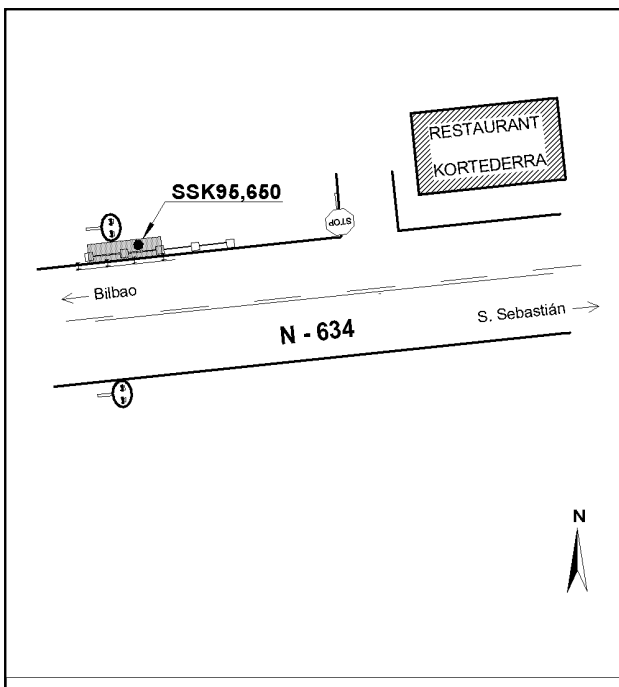 RESTAURANT
KORTEDERRA
SSK95,650
STOP
Bilbao
S. Sebastián
N - 634
N